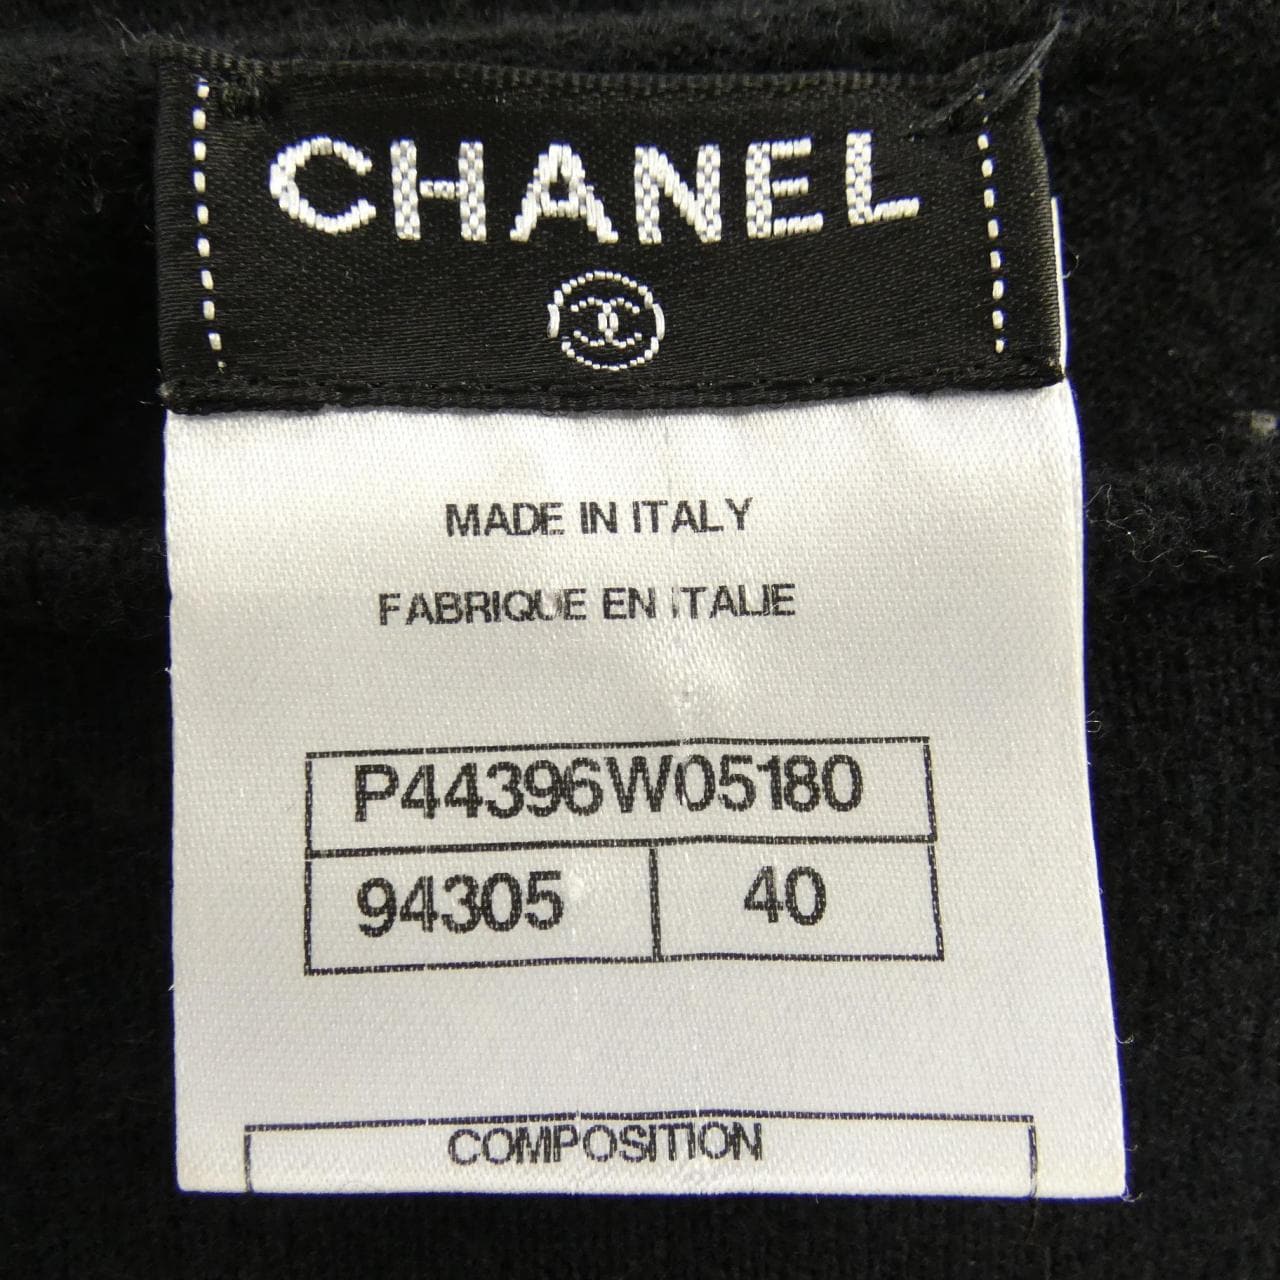 CHANEL
MADE IN ITALY
FABRIQUE EN ITALIE
P44396W05180
94305 40
COMPOSITION